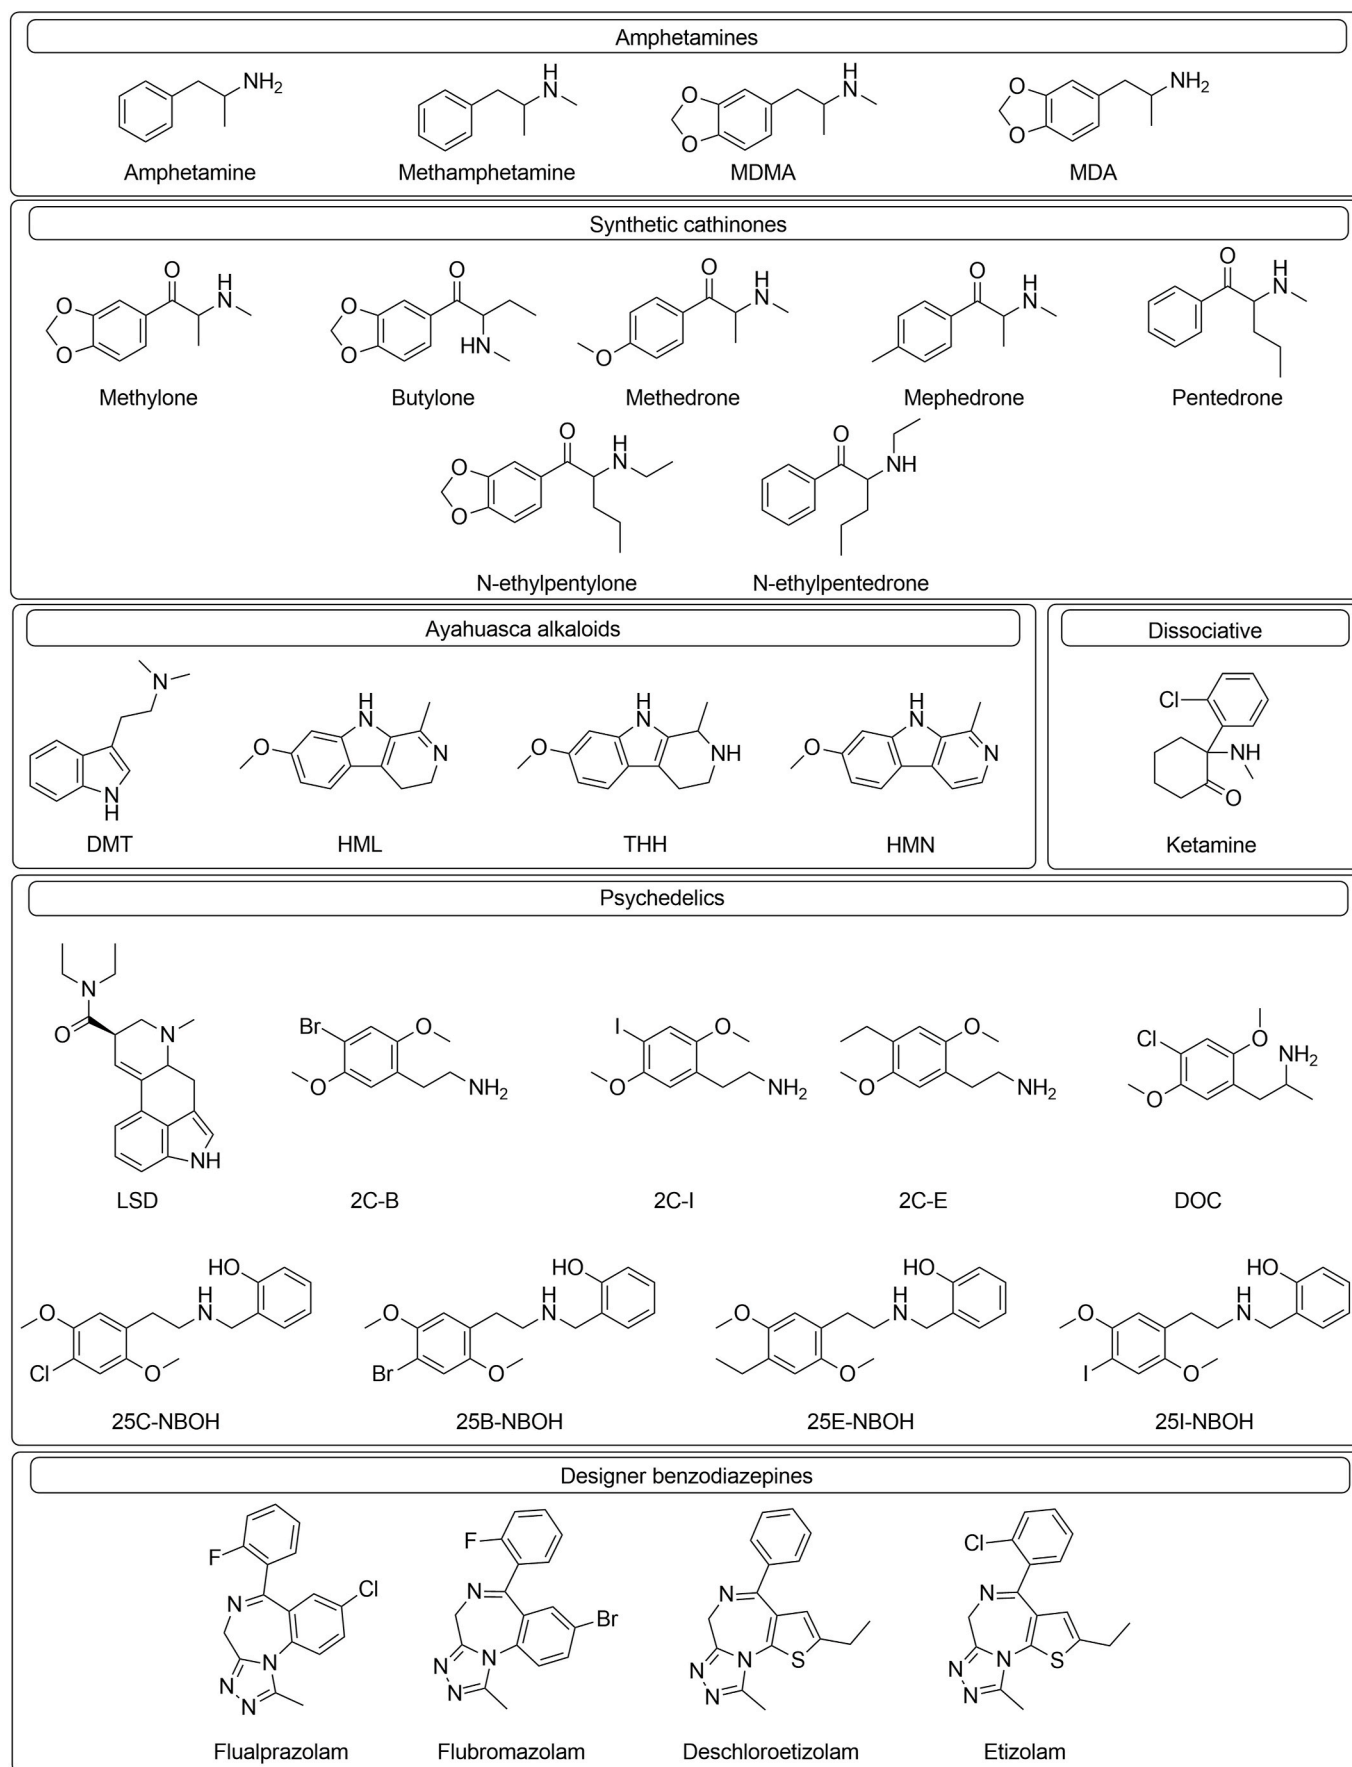 Amphetamines
NH2
H
N
O
O
H
N
O
O
NH2
Amphetamine
Methamphetamine
MDMA
MDA
Synthetic cathinones
O
O
O
H
N
O
O
O
HN
O
O
H
N
O
H
N
O
H
N
Methylone
Butylone
Methedrone
Mephedrone
Pentedrone
O
O
O
H
N
O
NH
N-ethylpentylone
N-ethylpentedrone
Ayahuasca alkaloids
Dissociative
N
N
H
O
H
N
N
O
H
N
NH
O
H
N
N
Cl
NH
O
DMT
HML
THH
HMN
Ketamine
Psychedelics
N
O
N
NH
Br
O
O
NH2
I
O
O
NH2
O
O
NH2
Cl
O
O
NH2
LSD
2C-B
2C-I
2C-E
DOC
HO
H
N
O
Cl
O
HO
H
N
O
Br
O
HO
H
N
O
O
HO
H
N
O
I
O
25C-NBOH
25B-NBOH
25E-NBOH
25I-NBOH
Designer benzodiazepines
F
N
Cl
N
N
N
F
N
Br
N
N
N
N
S
N
N
N
Cl
N
S
N
N
N
Flualprazolam
Flubromazolam
Deschloroetizolam
Etizolam